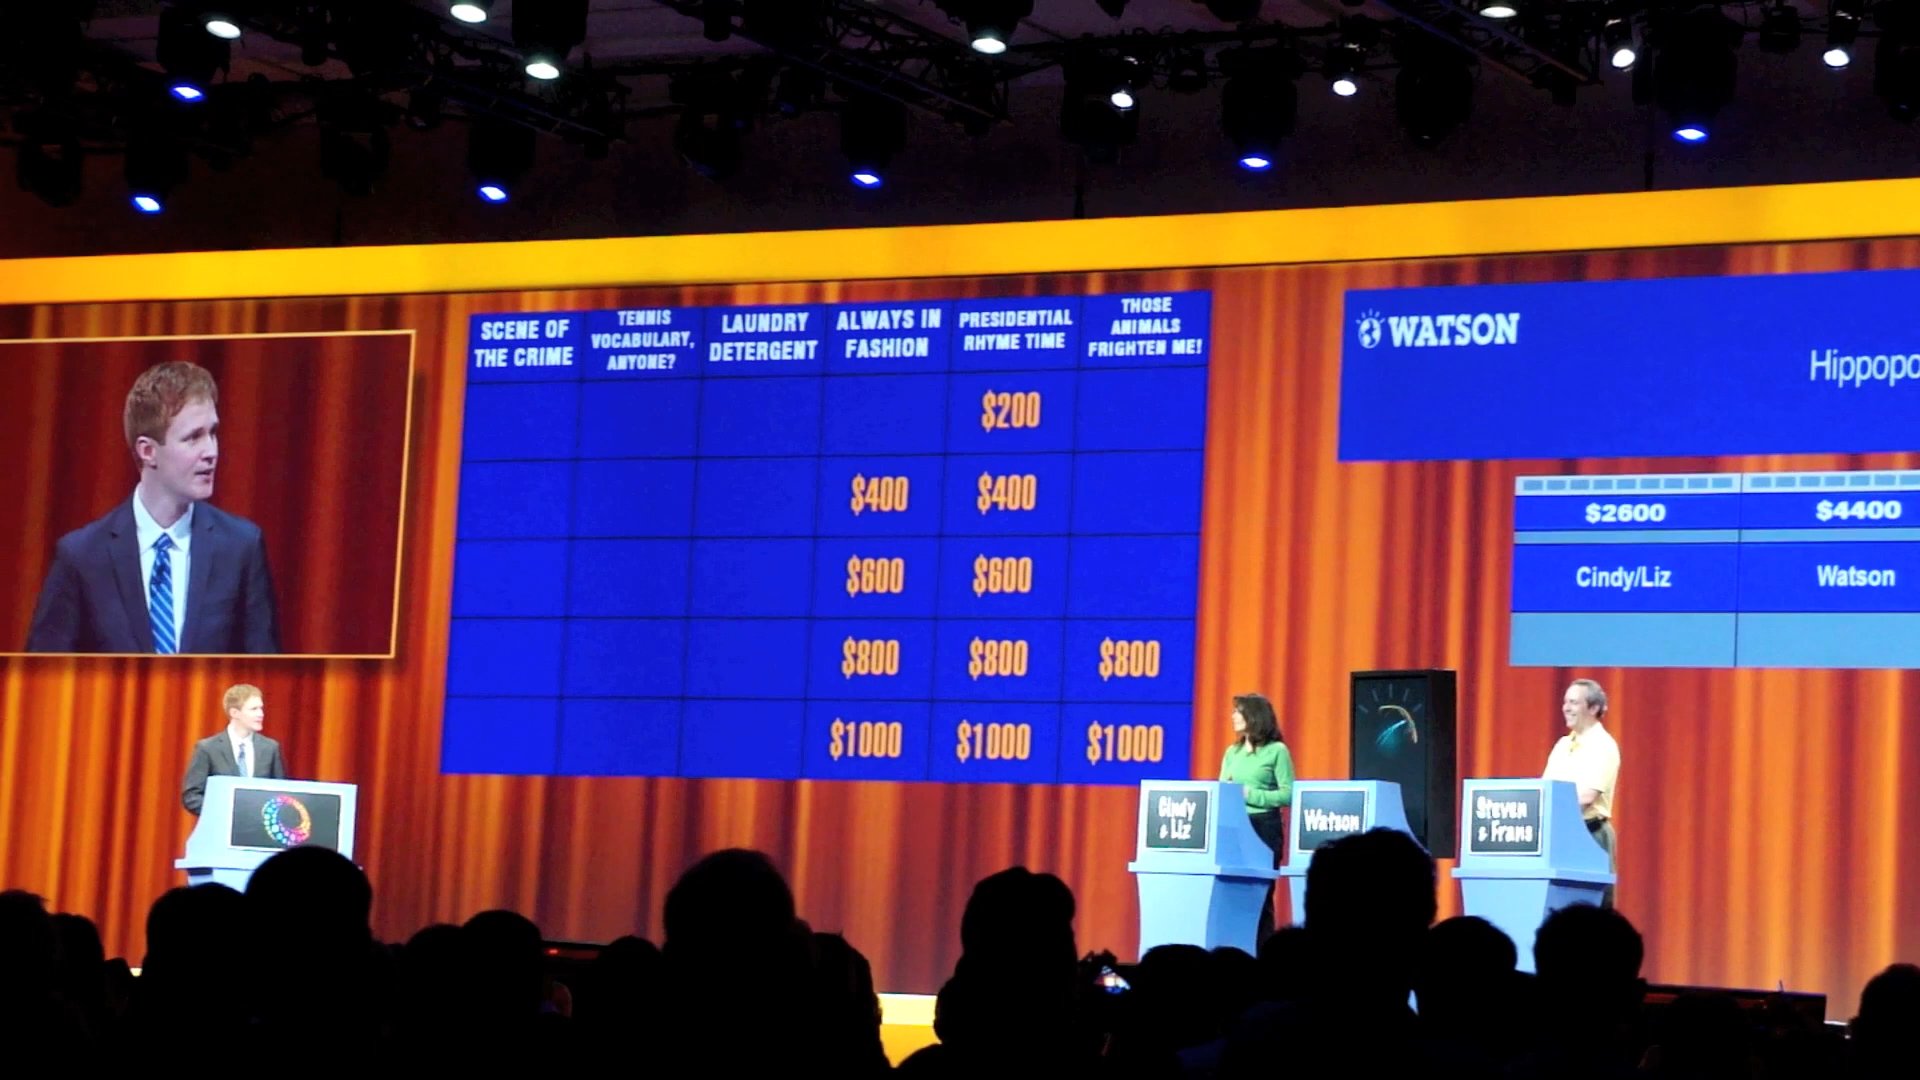 SCENE OF
THE CRIME
TENNIS
VOCABULARY,
ANYONE?
LAUNDRY
DETERGENT
ALWAYS IN
FASHION
PRESIDENTIAL
RHYME TIME
THOSE
ANIMALS
FRIGHTEN ME!
$200
$400 $400
$600 $600
$800 $800 $800
$1000 $1000 $1000
WATSON
Hippopo
$2600 $4400
Cindy/Liz Watson
Cindy
& Liz
Watson
Steven
& Frans